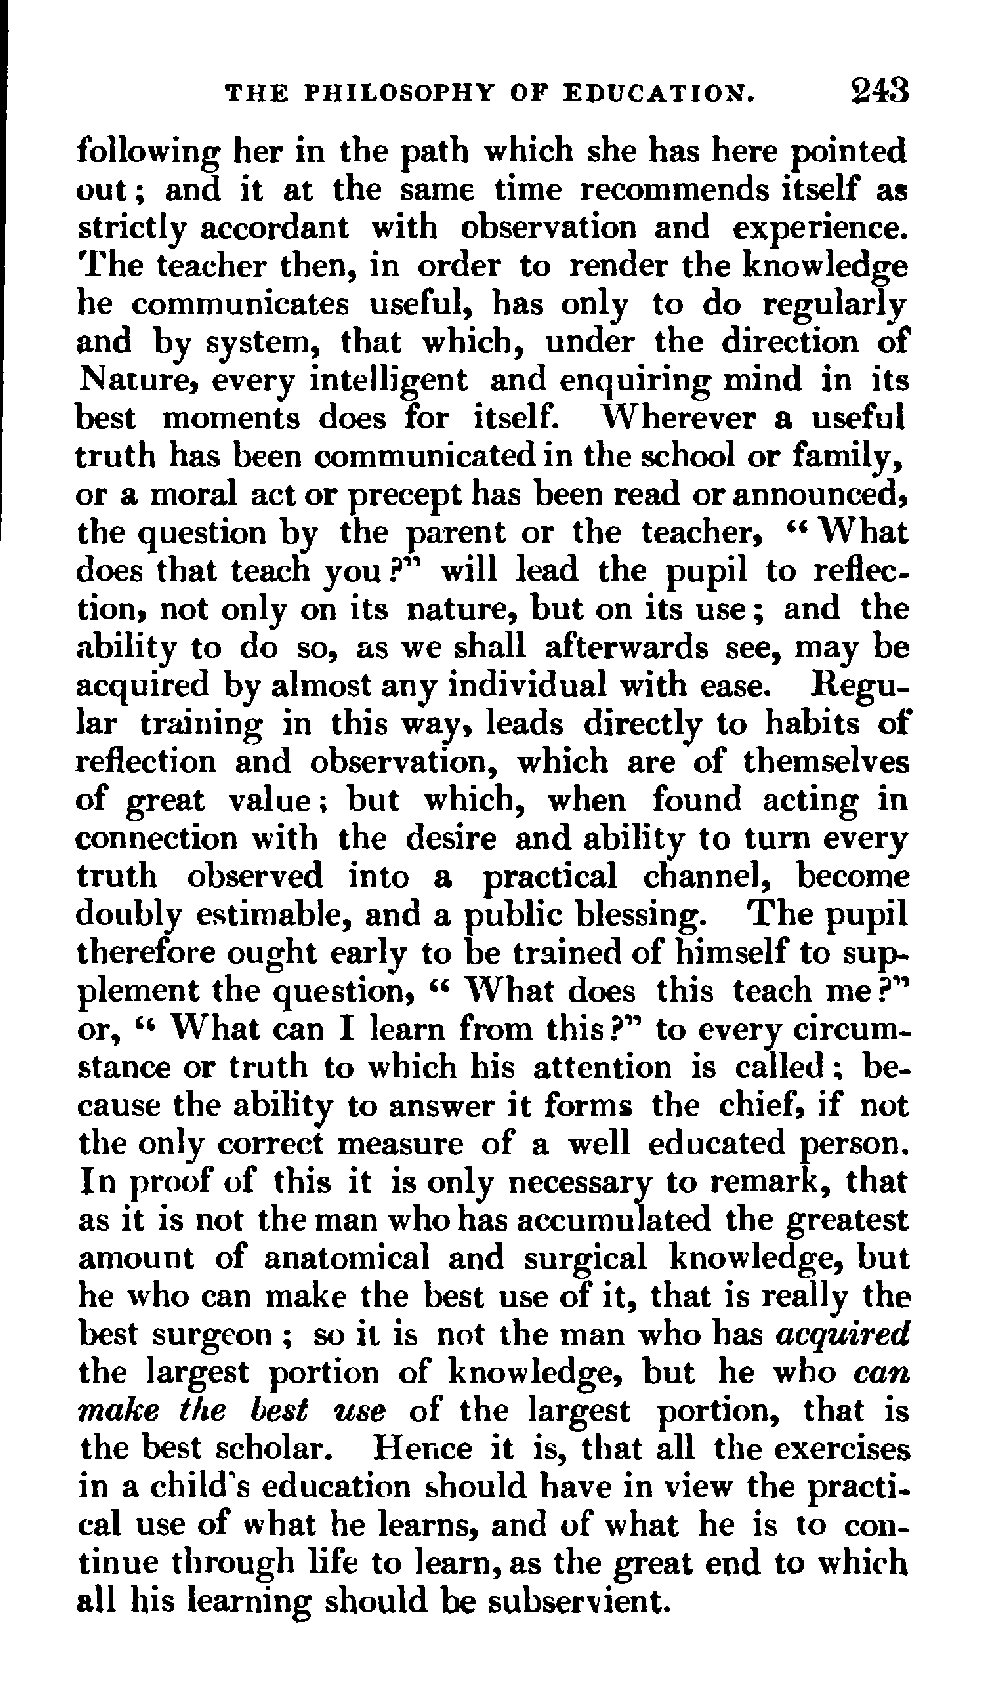 THE PHILOSOPHY OF EDUCATION. 243
following her in the path which she has here pointed
out; and it at the same time recommends itself as
strictly accordant with observation and experience.
The teacher then, in order to render the knowledge
he communicates useful, has only to do regularly
and by system, that which, under the direction of
Nature, every intelligent and enquiring mind in its
best moments does for itself. Wherever a useful
truth has been communicated in the school or family,
or a moral act or precept has been read or announced,
the question by the parent or the teacher, “What
does that teach you?” will lead the pupil to reflec-
tion, not only on its nature, but on its use; and the
ability to do so, as we shall afterwards see, may be
acquired by almost any individual with ease. Regu-
lar training in this way, leads directly to habits of
reflection and observation, which are of themselves
of great value; but which, when found acting in
connection with the desire and ability to turn every
truth observed into a practical channel, become
doubly estimable, and a public blessing. The pupil
therefore ought early to be trained of himself to sup-
plement the question, “What does this teach me?”
or, “What can I learn from this?” to every circum-
stance or truth to which his attention is called; be-
cause the ability to answer it forms the chief, if not
the only correct measure of a well educated person.
In proof of this it is only necessary to remark, that
as it is not the man who has accumulated the greatest
amount of anatomical and surgical knowledge, but
he who can make the best use of it, that is really the
best surgeon; so it is not the man who has acquired
the largest portion of knowledge, but he who can
make the best use of the largest portion, that is
the best scholar. Hence it is, that all the exercises
in a child's education should have in view the practi-
cal use of what he learns, and of what he is to con-
tinue through life to learn, as the great end to which
all his learning should be subservient.